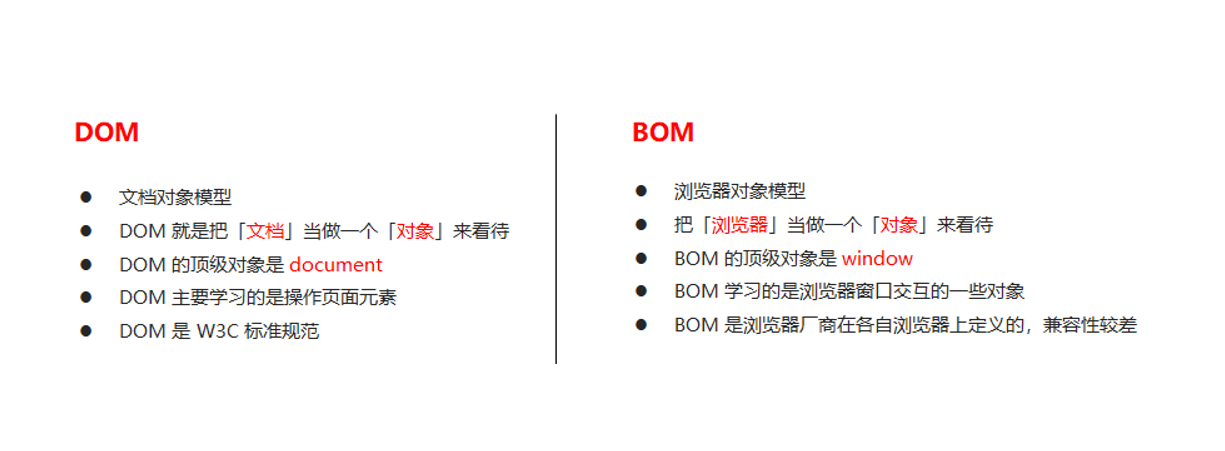 DOM
● 文档对象模型
● DOM 就是把「文档」当做一个「对象」来看待
● DOM 的顶级对象是 document
● DOM 主要学习的是操作页面元素
● DOM 是 W3C 标准规范
BOM
● 浏览器对象模型
● 把「浏览器」当做一个「对象」来看待
● BOM 的顶级对象是 window
● BOM 学习的是浏览器窗口交互的一些对象
● BOM 是浏览器厂商在各自浏览器上定义的，兼容性较差